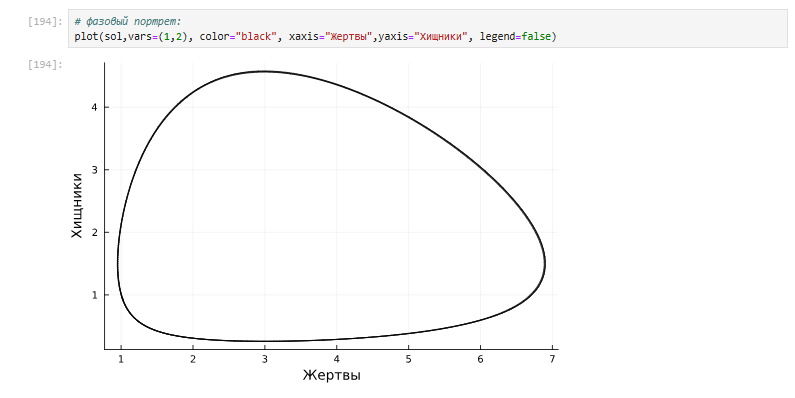 [194]: # фазовый портрет:
plot(sol,vars=(1,2), color="black", xaxis="Жертвы",yaxis="Хищники", legend=false)
[194]:
4
3
2
1
Хищники
1 2 3 4 5 6 7
Жертвы